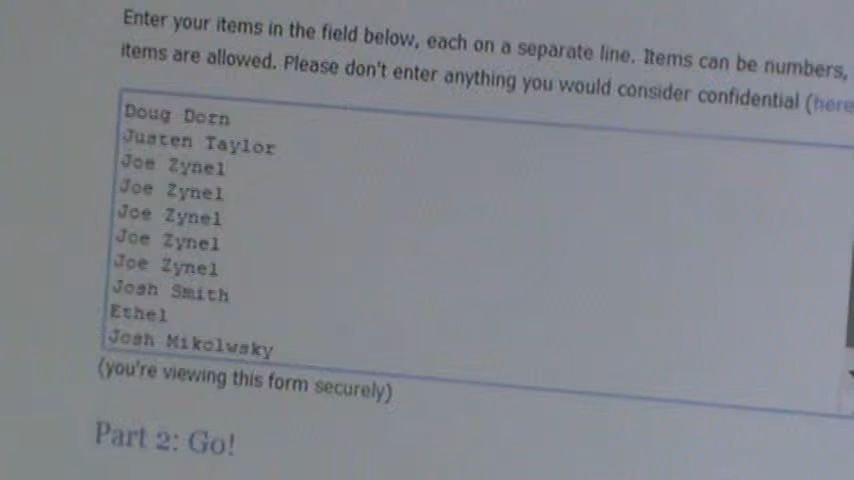 Enter your items in the field below, each on a separate line. Items can be numbers,
items are allowed. Please don't enter anything you would consider confidential (here
Doug Dorn
Justen Taylor
Joe Zynel
Joe Zynel
Joe Zynel
Joe Zynel
Joe Zynel
Josh Smith
Ethel
Josh Mikolwsky
(you're viewing this form securely)
Part 2: Go!